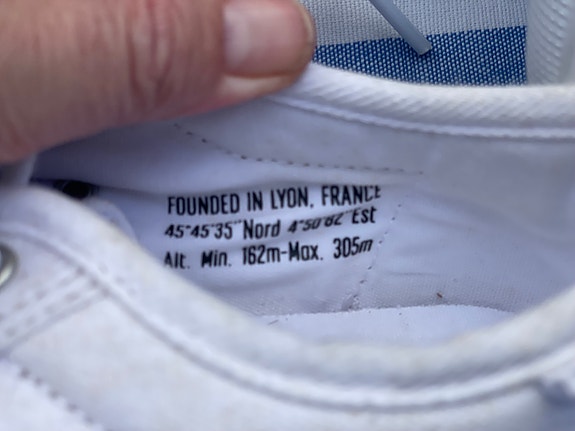 FOUNDED IN LYON, FRANCE
45°45'35"Nord 4°50'82"Est
Alt. Min. 162m-Max. 305m